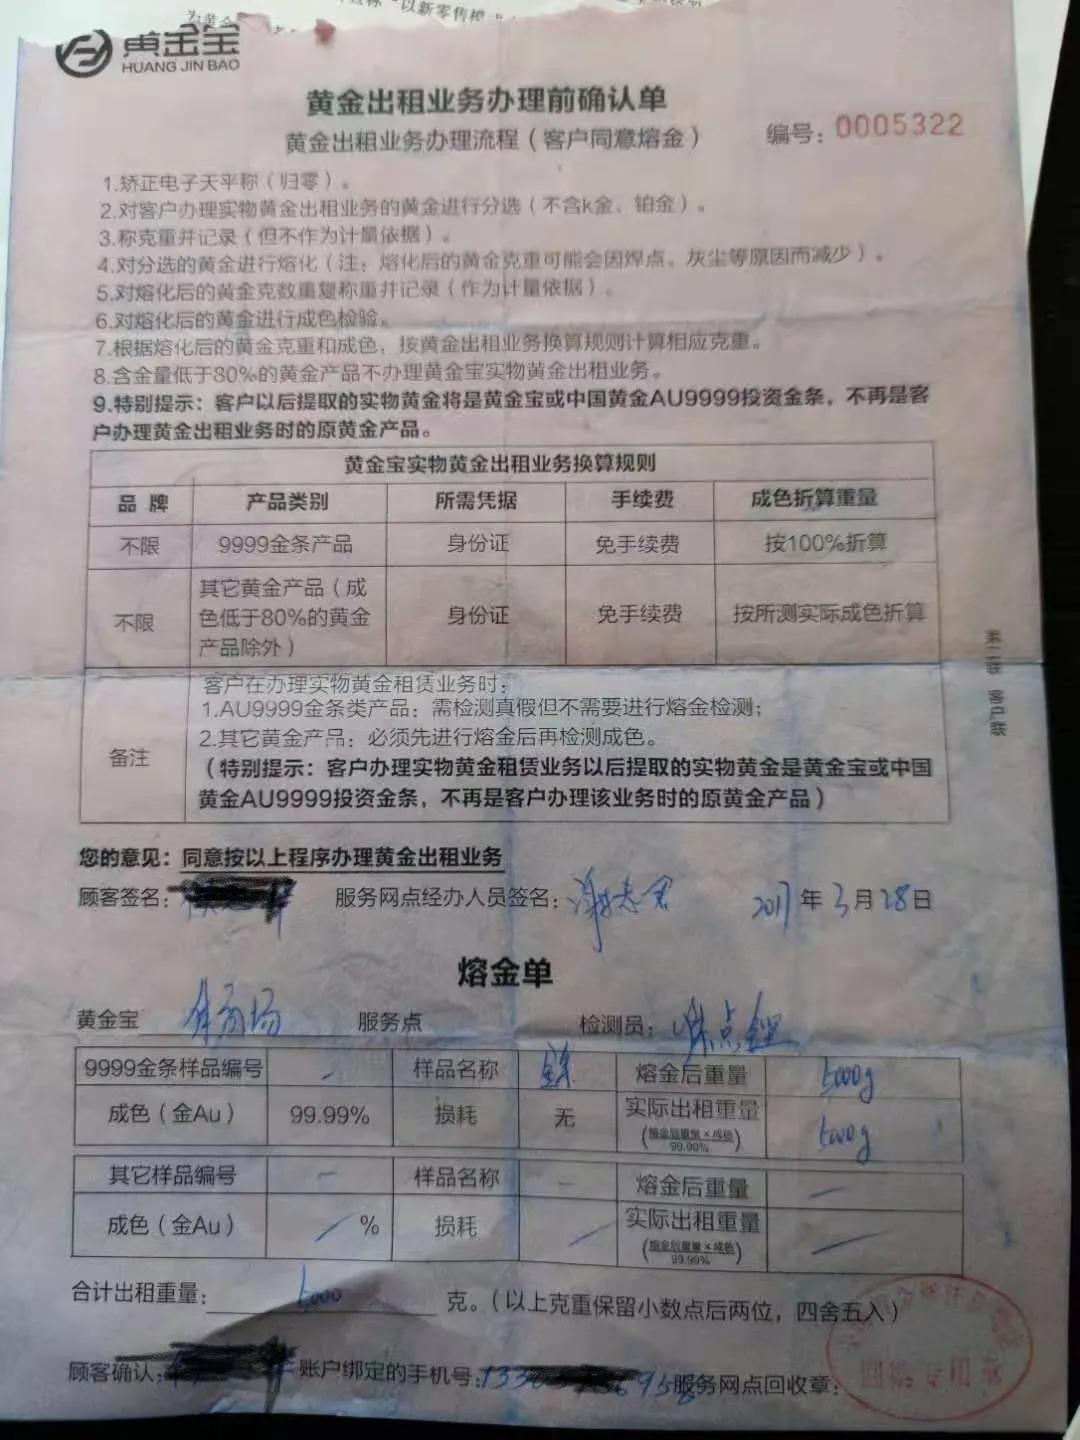 黄金宝
HUANG JIN BAO
黄金出租业务办理前确认单
黄金出租业务办理流程（客户同意熔金）
编号：0005322
1.矫正电子天平称（归零）。
2.对客户办理实物黄金出租业务的黄金进行分选（不含k金、铂金）。
3.称克重并记录（但不作为计量依据）。
4.对分选的黄金进行熔化（注：熔化后的黄金克重可能会因焊点、灰尘等原因而减少）。
5.对熔化后的黄金克数重复称重并记录（作为计量依据）。
6.对熔化后的黄金进行成色检验。
7.根据熔化后的黄金克重和成色，按黄金出租业务换算规则计算相应克重。
8.含金量低于80%的黄金产品不办理黄金宝实物黄金出租业务。
9.特别提示：客户以后提取的实物黄金将是黄金宝或中国黄金AU9999投资金条，不再是客
户办理黄金出租业务时的原黄金产品。
黄金宝实物黄金出租业务换算规则
品 牌 产品类别 所需凭据 手续费 成色折算重量
不限 9999金条产品 身份证 免手续费 按100%折算
不限 其它黄金产品（成
色低于80%的黄金
产品除外） 身份证 免手续费 按所测实际成色折算
备注
客户在办理实物黄金租赁业务时：
1.AU9999金条类产品：需检测真假但不需要进行熔金检测；
2.其它黄金产品：必须先进行熔金后再检测成色。
（特别提示：客户办理实物黄金租赁业务以后提取的实物黄金是黄金宝或中国
黄金AU9999投资金条，不再是客户办理该业务时的原黄金产品）
第二联 客户联
您的意见：同意按以上程序办理黄金出租业务
顾客签名： 服务网点经办人员签名： 2017年3月28日
熔金单
黄金宝 商场 服务点 检测员：
9999金条样品编号 - 样品名称 熔金后重量 5000g
成色（金Au） 99.99% 损耗 无 实际出租重量
（熔金后重量×成色/99.99%） 5000g
其它样品编号 - 样品名称 - 熔金后重量 -
成色（金Au） - % 损耗 - 实际出租重量
（熔金后重量×成色/99.99%） -
合计出租重量： 5000 克。（以上克重保留小数点后两位，四舍五入）
顾客确认： 账户绑定的手机号： 服务网点回收章：